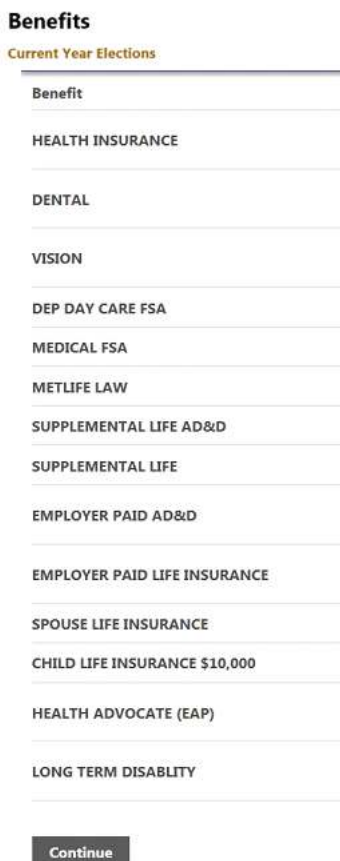 Benefits
Current Year Elections
Benefit
HEALTH INSURANCE
DENTAL
VISION
DEP DAY CARE FSA
MEDICAL FSA
METLIFE LAW
SUPPLEMENTAL LIFE AD&D
SUPPLEMENTAL LIFE
EMPLOYER PAID AD&D
EMPLOYER PAID LIFE INSURANCE
SPOUSE LIFE INSURANCE
CHILD LIFE INSURANCE $10,000
HEALTH ADVOCATE (EAP)
LONG TERM DISABLITY
Continue